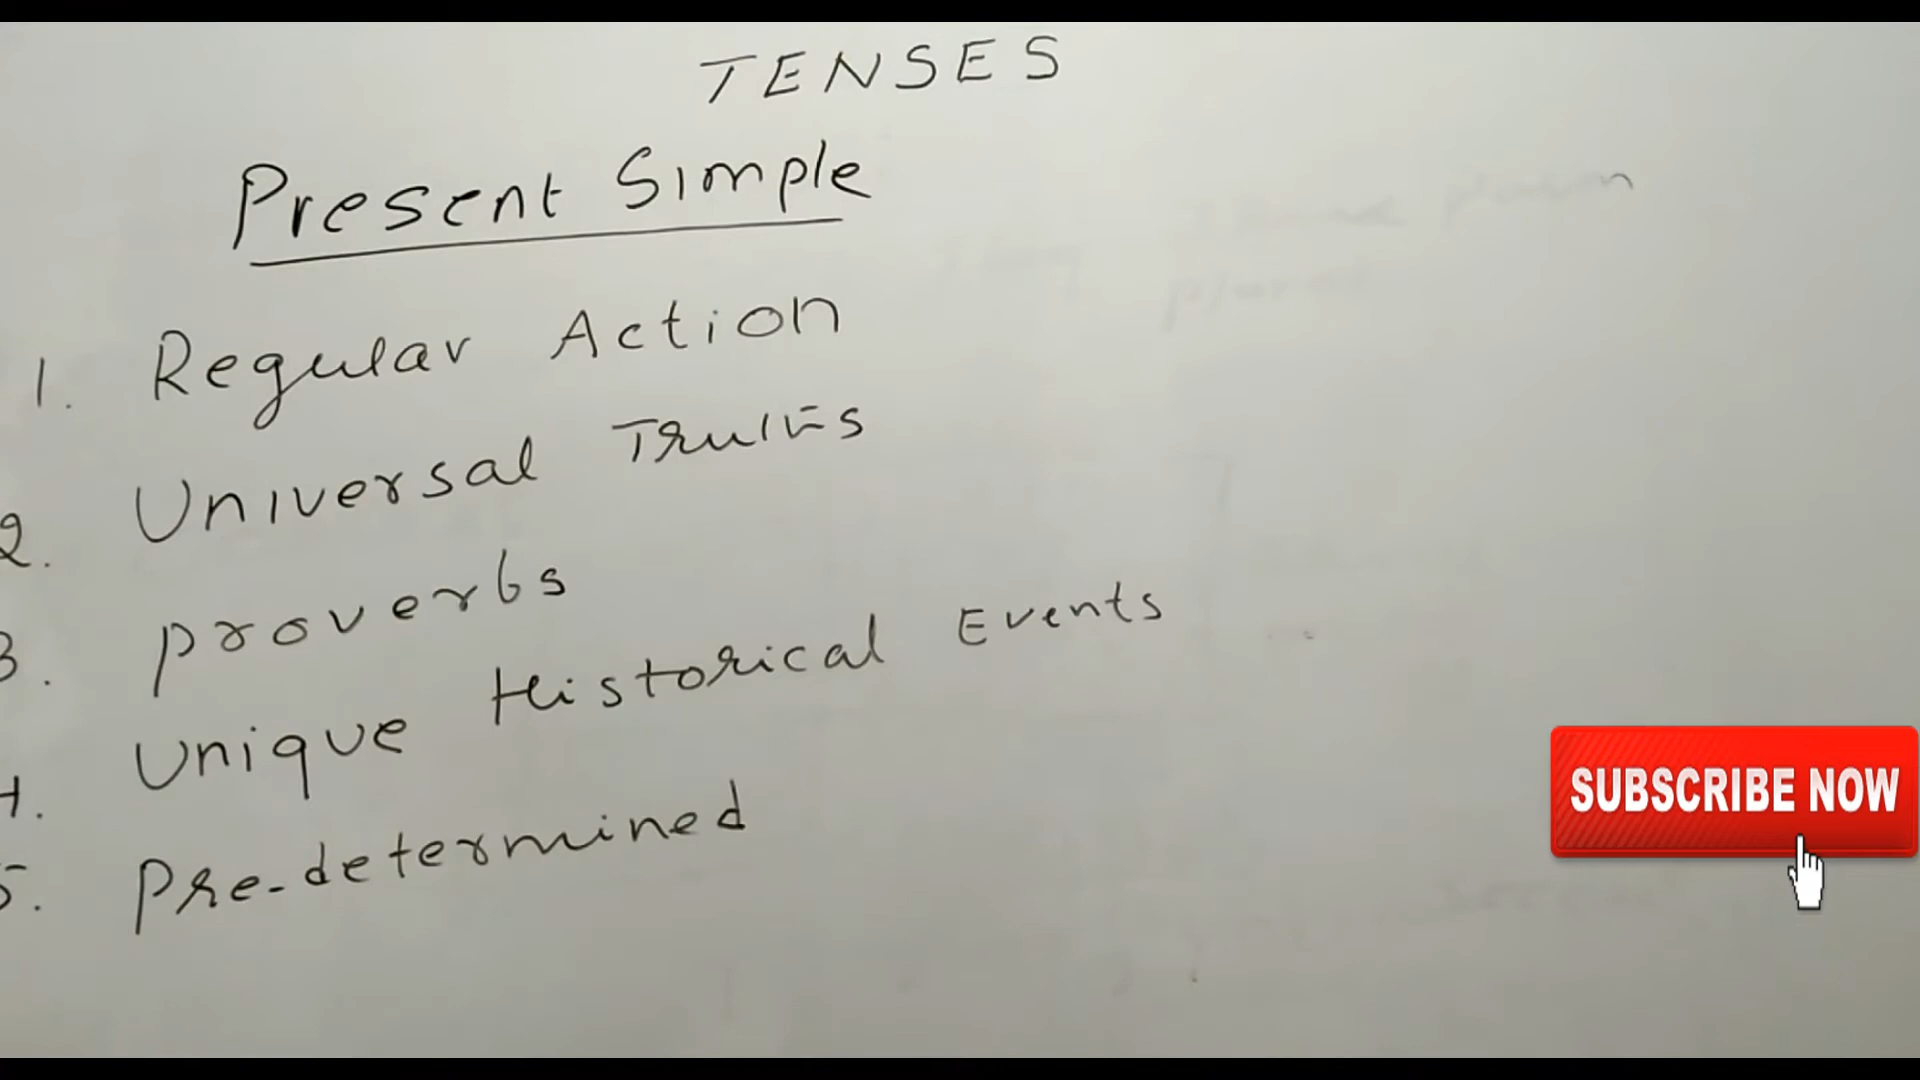 TENSES
Present Simple
1. Regular Action
2. Universal Truths
3. Proverbs
4. Unique Historical Events
5. Pre-determined
SUBSCRIBE NOW